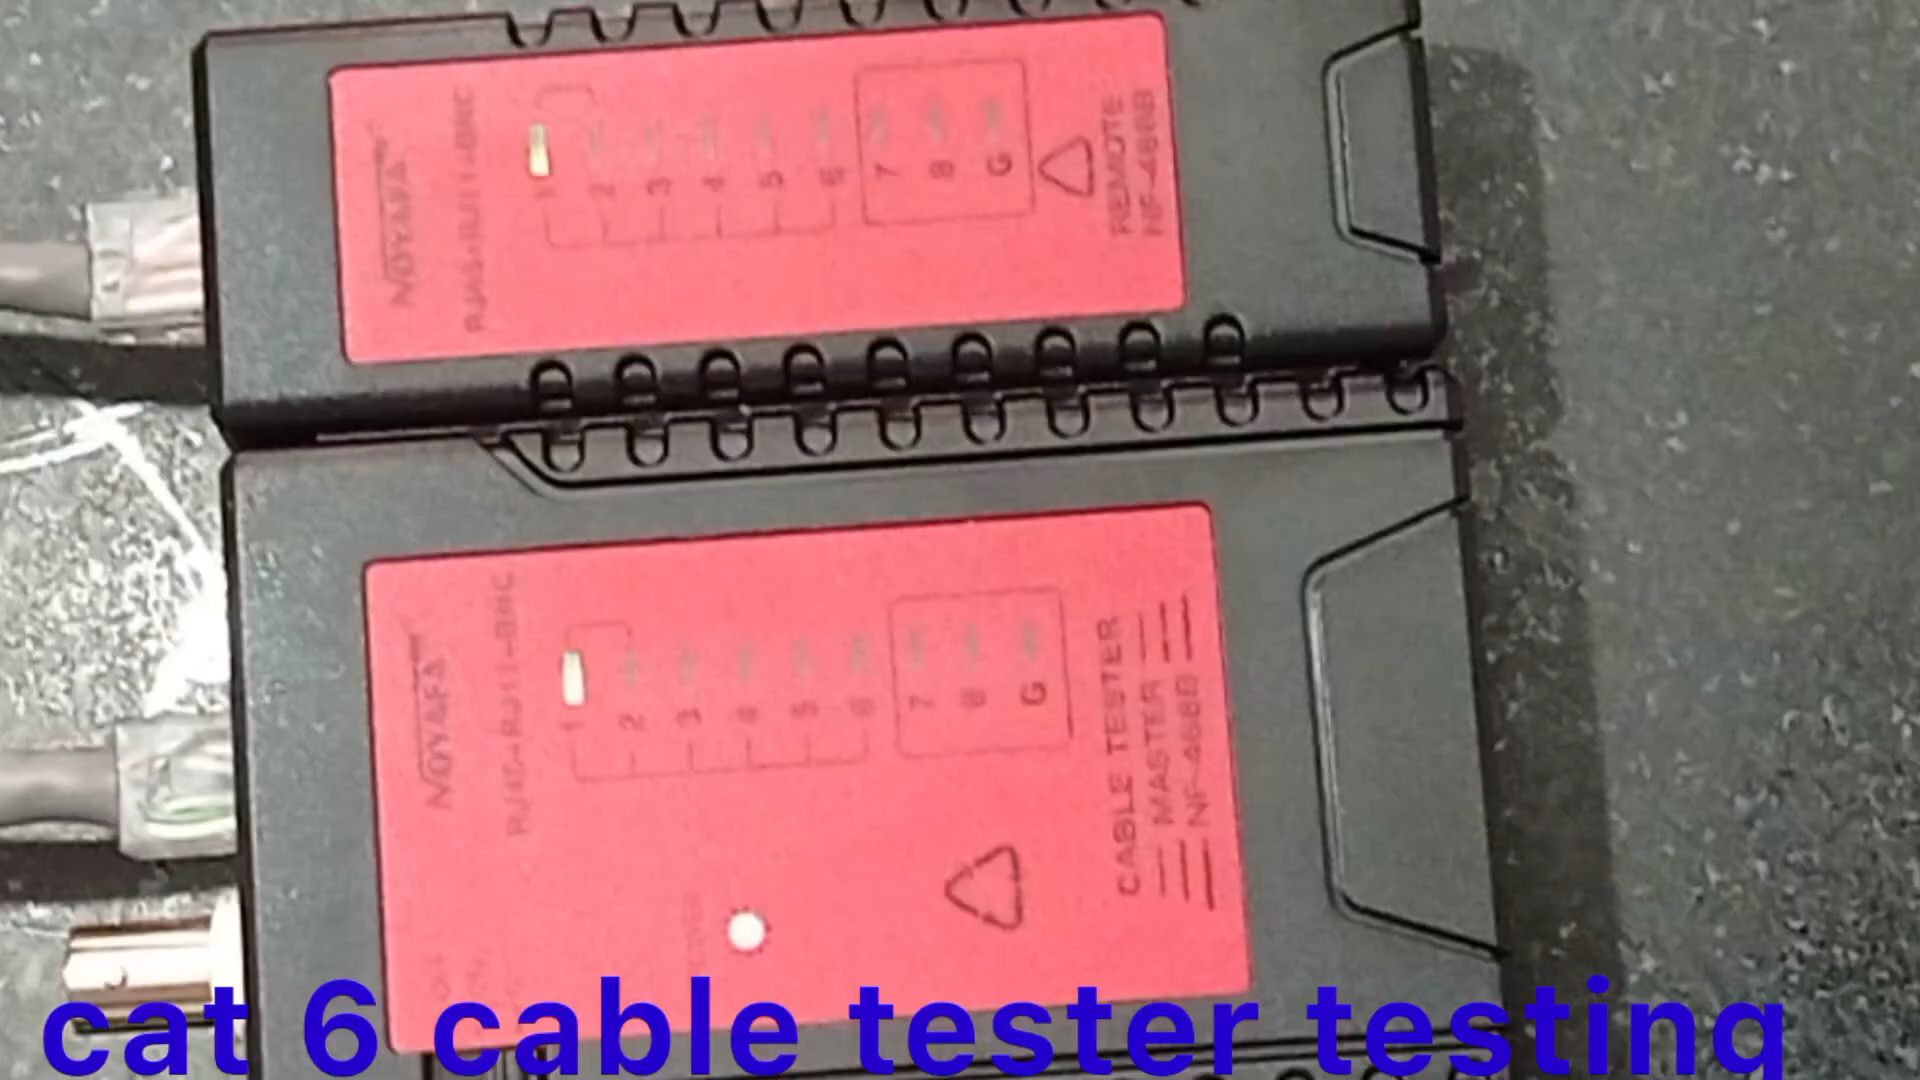 NOYAFA
RJ45+RJ11+BNC
1 2 3 4 5 6 7 8 G
REMOTE
NF-468B
NOYAFA
RJ45+RJ11+BNC
1 2 3 4 5 6 7 8 G
CABLE TESTER
MASTER
NF-468B
cat 6 cable tester testing